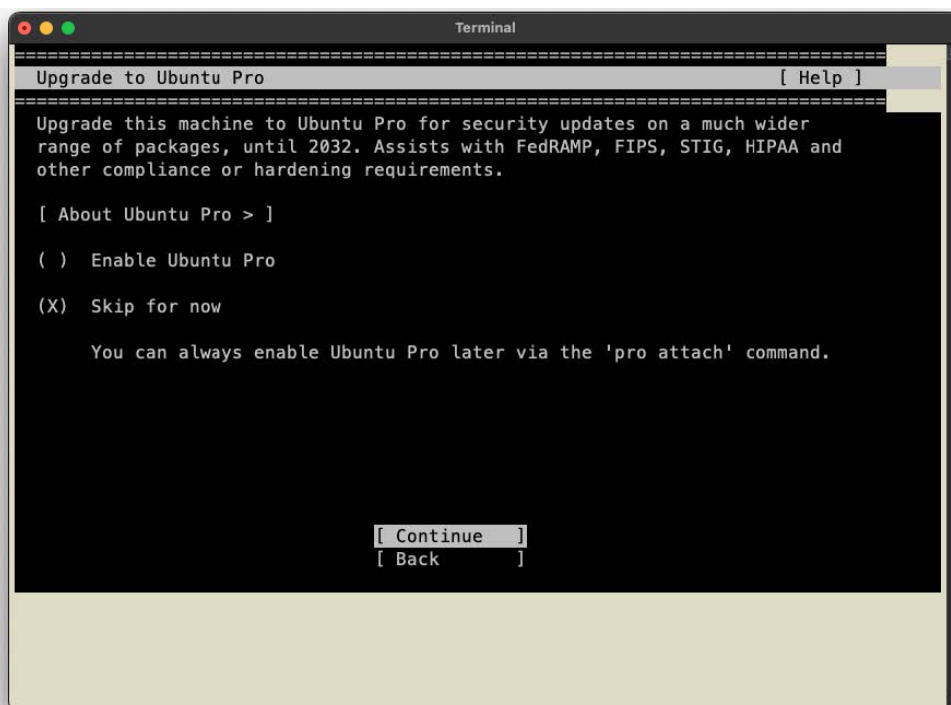 Terminal
================================================================================
Upgrade to Ubuntu Pro [ Help ]
================================================================================
Upgrade this machine to Ubuntu Pro for security updates on a much wider
range of packages, until 2032. Assists with FedRAMP, FIPS, STIG, HIPAA and
other compliance or hardening requirements.
[ About Ubuntu Pro > ]
( ) Enable Ubuntu Pro
(X) Skip for now
You can always enable Ubuntu Pro later via the 'pro attach' command.
[ Continue ]
[ Back ]